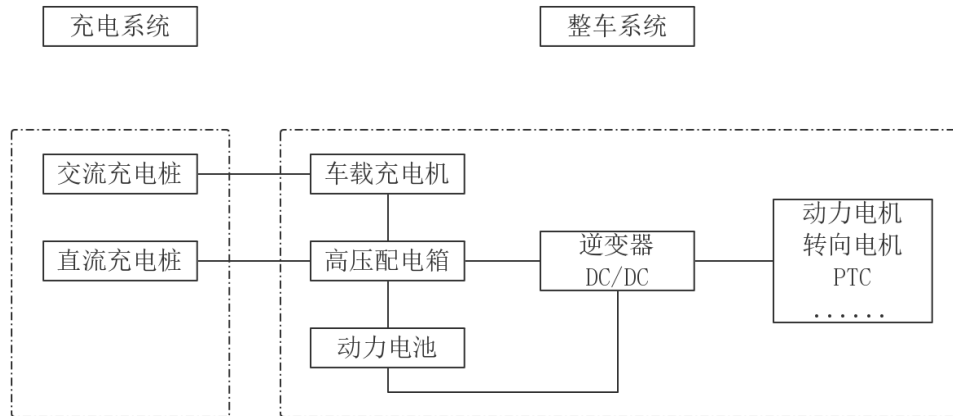 充电系统
整车系统
交流充电桩
车载充电机
直流充电桩
高压配电箱
逆变器
DC/DC
动力电机
转向电机
PTC
......
动力电池